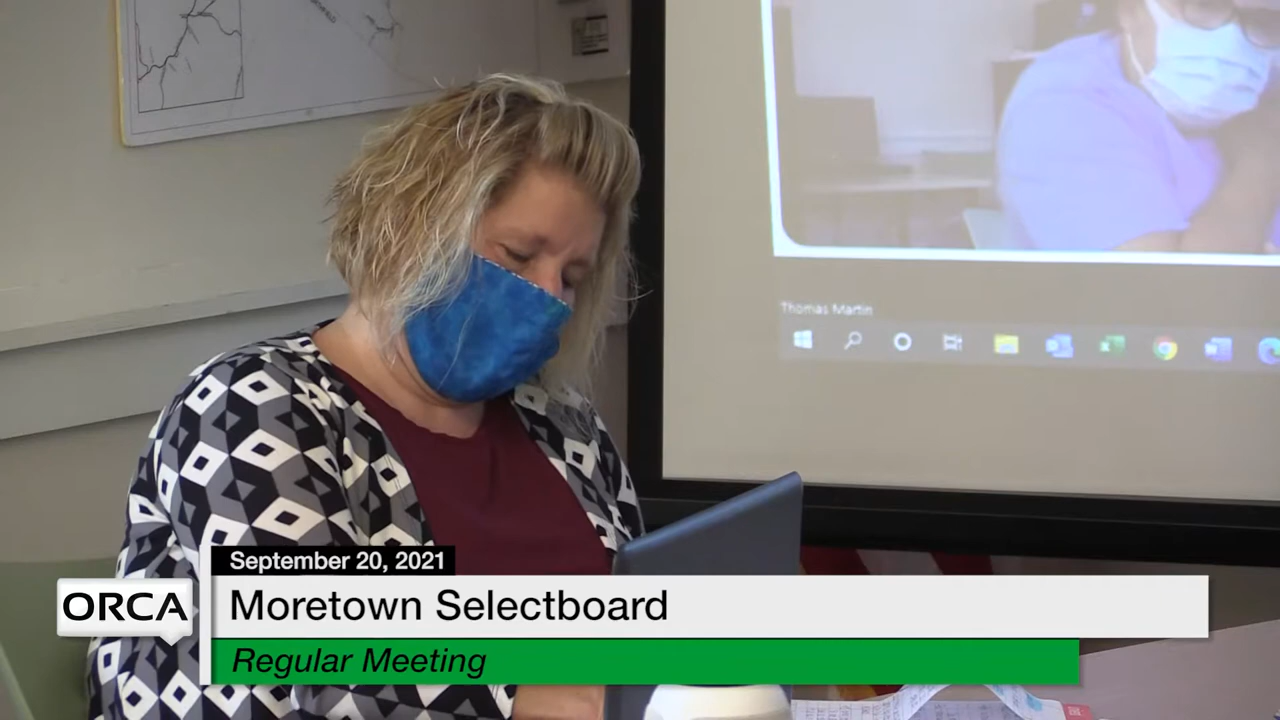 Thomas Martin
September 20, 2021
ORCA
Moretown Selectboard
Regular Meeting